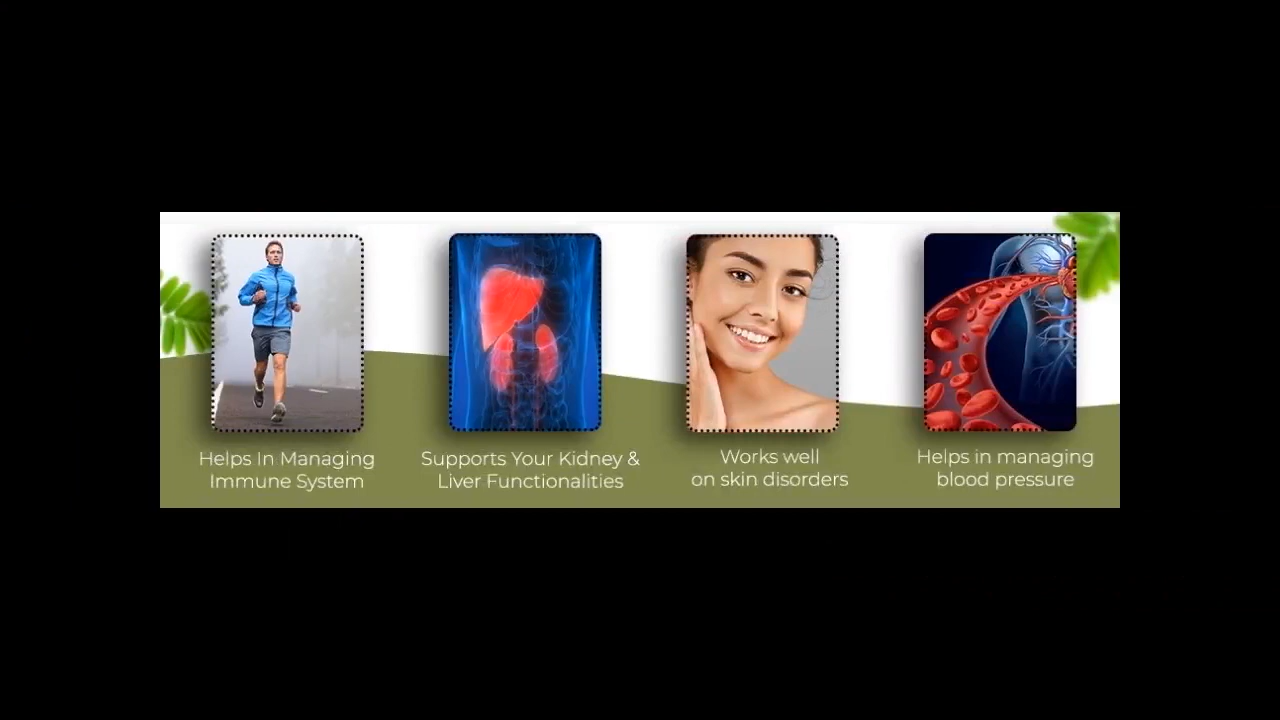 Helps In Managing
Immune System
Supports Your Kidney &
Liver Functionalities
Works well
on skin disorders
Helps in managing
blood pressure